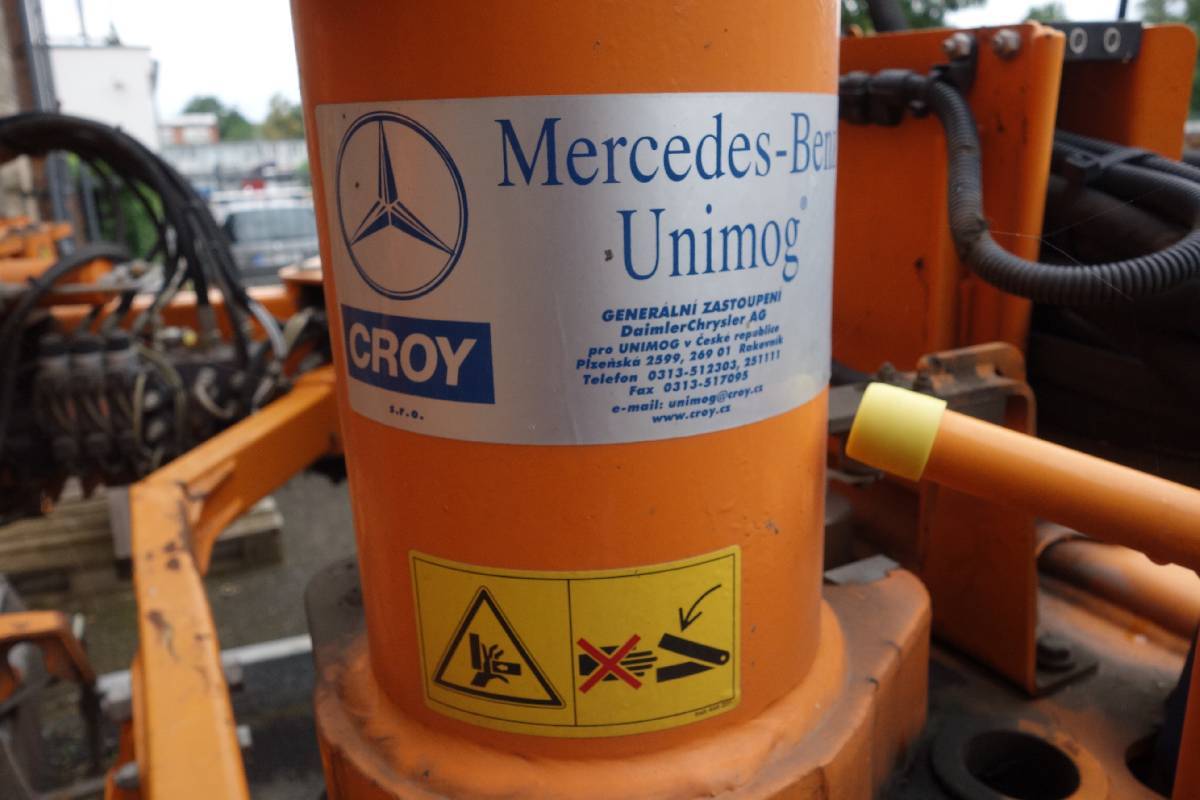 Mercedes-Benz
Unimog®
CROY
s.r.o.
GENERÁLNÍ ZASTOUPENÍ
DaimlerChrysler AG
pro UNIMOG v České republice
Plzeňská 2599, 269 01 Rakovník
Telefon 0313-512303, 251111
Fax 0313-517095
e-mail: unimog@croy.cz
www.croy.cz